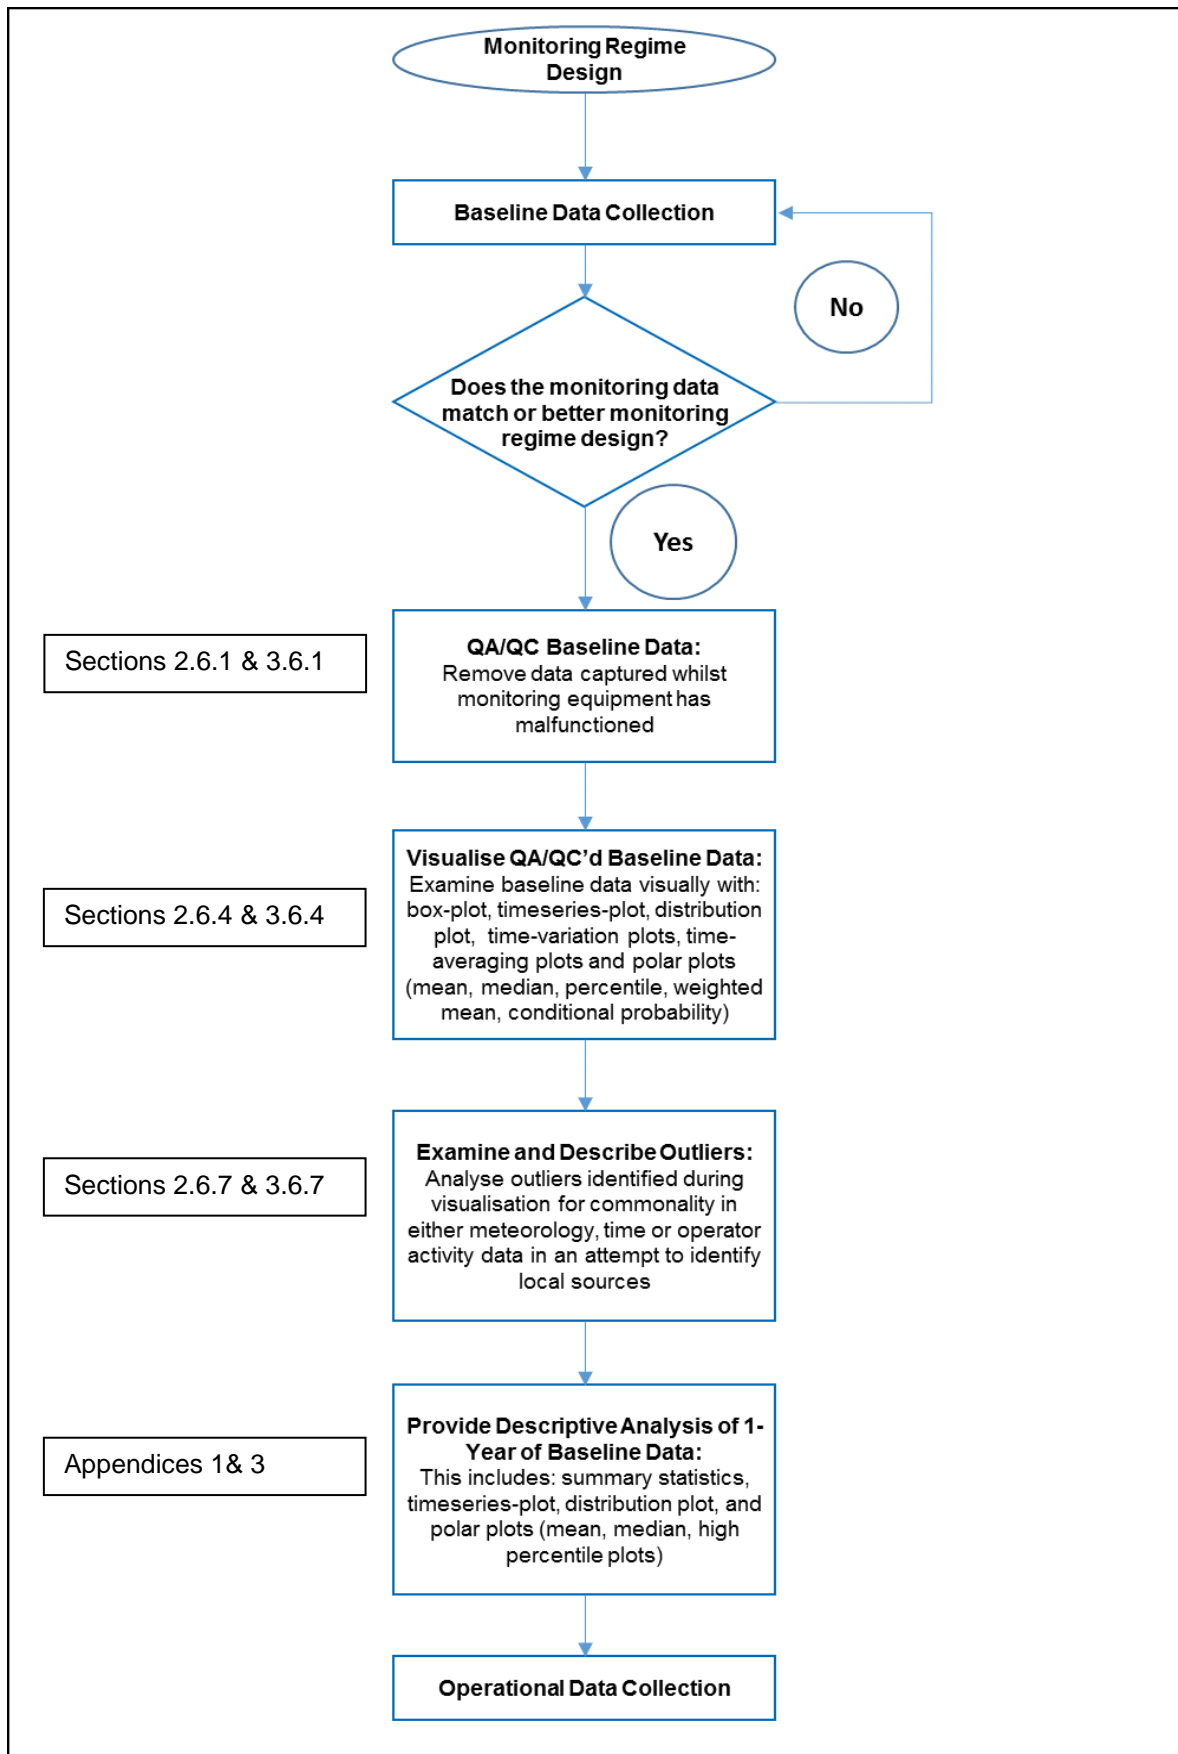 Monitoring Regime
Design
Baseline Data Collection
No
Does the monitoring data
match or better monitoring
regime design?
Yes
Sections 2.6.1 & 3.6.1
QA/QC Baseline Data:
Remove data captured whilst
monitoring equipment has
malfunctioned
Sections 2.6.4 & 3.6.4
Visualise QA/QC’d Baseline Data:
Examine baseline data visually with:
box-plot, timeseries-plot, distribution
plot, time-variation plots, time-
averaging plots and polar plots
(mean, median, percentile, weighted
mean, conditional probability)
Sections 2.6.7 & 3.6.7
Examine and Describe Outliers:
Analyse outliers identified during
visualisation for commonality in
either meteorology, time or operator
activity data in an attempt to identify
local sources
Appendices 1& 3
Provide Descriptive Analysis of 1-
Year of Baseline Data:
This includes: summary statistics,
timeseries-plot, distribution plot, and
polar plots (mean, median, high
percentile plots)
Operational Data Collection